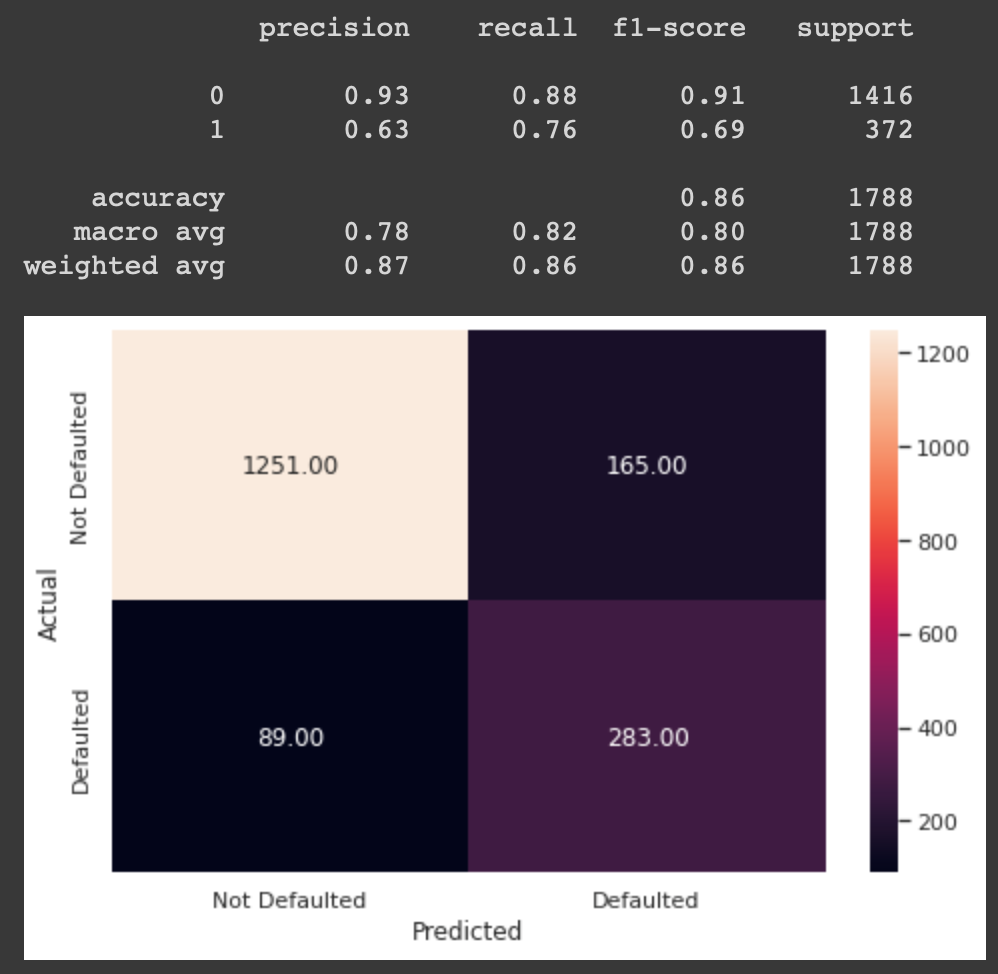 precision recall f1-score support
0 0.93 0.88 0.91 1416
1 0.63 0.76 0.69 372
accuracy 0.86 1788
macro avg 0.78 0.82 0.80 1788
weighted avg 0.87 0.86 0.86 1788
Actual
Not Defaulted
Defaulted
1251.00 165.00
89.00 283.00
Not Defaulted Defaulted
Predicted
1200
1000
800
600
400
200